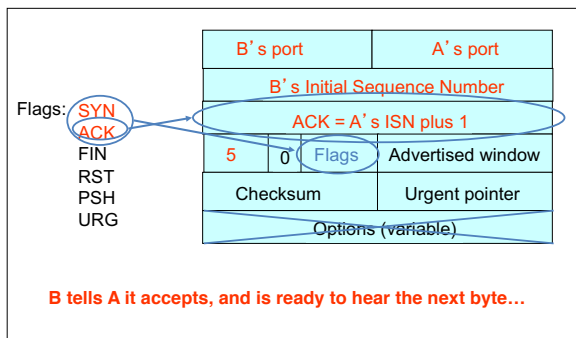 B's port A's port
B's Initial Sequence Number
Flags: SYN
ACK = A's ISN plus 1
ACK
FIN
5 0 Flags Advertised window
RST
PSH
Checksum Urgent pointer
URG
Options (variable)
B tells A it accepts, and is ready to hear the next byte…